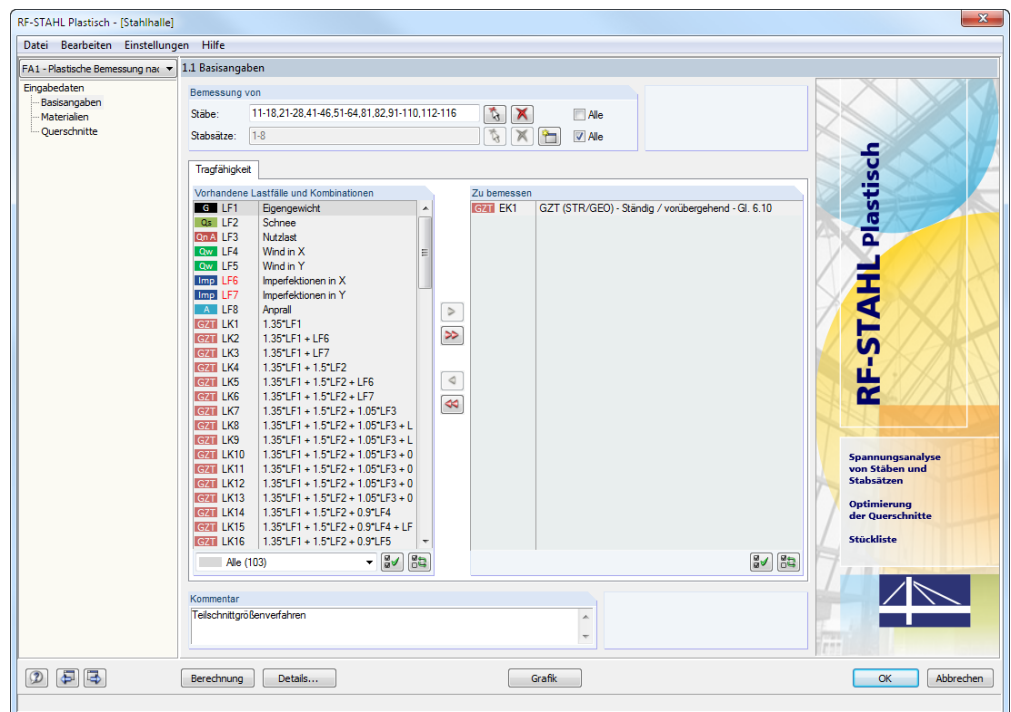 RF-STAHL Plastisch - [Stahlhalle]
Datei Bearbeiten Einstellungen Hilfe
FA1 - Plastische Bemessung nac
1.1 Basisangaben
Eingabedaten
Basisangaben
Materialien
Querschnitte
Bemessung von
Stäbe: 11-18,21-28,41-46,51-64,81,82,91-110,112-116 Alle
Stabsätze: 1-8 Alle
Tragfähigkeit
Vorhandene Lastfälle und Kombinationen
G LF1 Eigengewicht
Qs LF2 Schnee
Qn A LF3 Nutzlast
Qw LF4 Wind in X
Qw LF5 Wind in Y
Imp LF6 Imperfektionen in X
Imp LF7 Imperfektionen in Y
A LF8 Anprall
GZT LK1 1.35*LF1
GZT LK2 1.35*LF1 + LF6
GZT LK3 1.35*LF1 + LF7
GZT LK4 1.35*LF1 + 1.5*LF2
GZT LK5 1.35*LF1 + 1.5*LF2 + LF6
GZT LK6 1.35*LF1 + 1.5*LF2 + LF7
GZT LK7 1.35*LF1 + 1.5*LF2 + 1.05*LF3
GZT LK8 1.35*LF1 + 1.5*LF2 + 1.05*LF3 + L
GZT LK9 1.35*LF1 + 1.5*LF2 + 1.05*LF3 + L
GZT LK10 1.35*LF1 + 1.5*LF2 + 1.05*LF3 + 0
GZT LK11 1.35*LF1 + 1.5*LF2 + 1.05*LF3 + 0
GZT LK12 1.35*LF1 + 1.5*LF2 + 1.05*LF3 + 0
GZT LK13 1.35*LF1 + 1.5*LF2 + 1.05*LF3 + 0
GZT LK14 1.35*LF1 + 1.5*LF2 + 0.9*LF4
GZT LK15 1.35*LF1 + 1.5*LF2 + 0.9*LF4 + LF
GZT LK16 1.35*LF1 + 1.5*LF2 + 0.9*LF5
Alle (103)
Zu bemessen
GZT EK1 GZT (STR/GEO) - Ständig / vorübergehend - Gl. 6.10
Kommentar
Teilschnittgrößenverfahren
RF-STAHL Plastisch
Spannungsanalyse
von Stäben und
Stabsätzen
Optimierung
der Querschnitte
Stückliste
Berechnung Details... Grafik OK Abbrechen